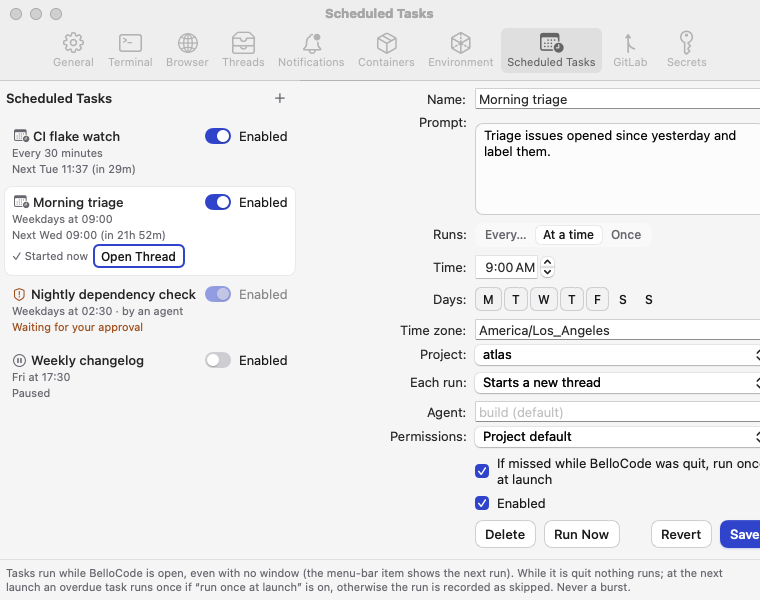 Scheduled Tasks
General
Terminal
Browser
Threads
Notifications
Containers
Environment
Scheduled Tasks
GitLab
Secrets
Scheduled Tasks
CI flake watch
Enabled
Every 30 minutes
Next Tue 11:37 (in 29m)
Morning triage
Enabled
Weekdays at 09:00
Next Wed 09:00 (in 21h 52m)
✓ Started now
Open Thread
Nightly dependency check
Enabled
Weekdays at 02:30 · by an agent
Waiting for your approval
Weekly changelog
Enabled
Fri at 17:30
Paused
Name: Morning triage
Prompt:
Triage issues opened since yesterday and
label them.
Runs: Every... At a time Once
Time: 9:00 AM
Days: M T W T F S S
Time zone: America/Los_Angeles
Project: atlas
Each run: Starts a new thread
Agent: build (default)
Permissions: Project default
If missed while BelloCode was quit, run once
at launch
Enabled
Delete
Run Now
Revert
Save
Tasks run while BelloCode is open, even with no window (the menu-bar item shows the next run). While it is quit nothing runs; at the next
launch an overdue task runs once if “run once at launch” is on, otherwise the run is recorded as skipped. Never a burst.